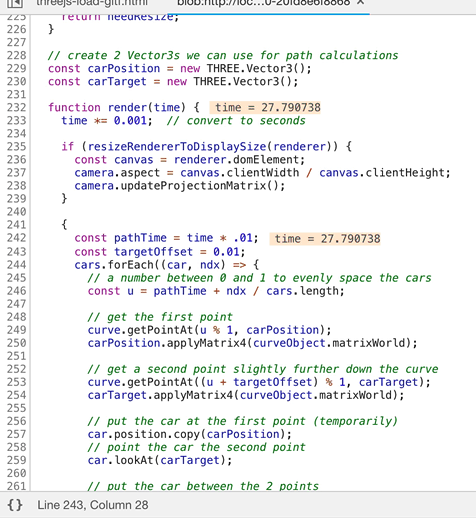 threejs-load-gltf.html blob:http://loc…0-20fd8e6f8868 ×
225 return needResize;
226 }
227
228 // create 2 Vector3s we can use for path calculations
229 const carPosition = new THREE.Vector3();
230 const carTarget = new THREE.Vector3();
231
232 function render(time) { time = 27.790738
233 time *= 0.001; // convert to seconds
234
235 if (resizeRendererToDisplaySize(renderer)) {
236 const canvas = renderer.domElement;
237 camera.aspect = canvas.clientWidth / canvas.clientHeight;
238 camera.updateProjectionMatrix();
239 }
240
241 {
242 const pathTime = time * .01; time = 27.790738
243 const targetOffset = 0.01;
244 cars.forEach((car, ndx) => {
245 // a number between 0 and 1 to evenly space the cars
246 const u = pathTime + ndx / cars.length;
247
248 // get the first point
249 curve.getPointAt(u % 1, carPosition);
250 carPosition.applyMatrix4(curveObject.matrixWorld);
251
252 // get a second point slightly further down the curve
253 curve.getPointAt((u + targetOffset) % 1, carTarget);
254 carTarget.applyMatrix4(curveObject.matrixWorld);
255
256 // put the car at the first point (temporarily)
257 car.position.copy(carPosition);
258 // point the car the second point
259 car.lookAt(carTarget);
260
261 // put the car between the 2 points
{} Line 243, Column 28